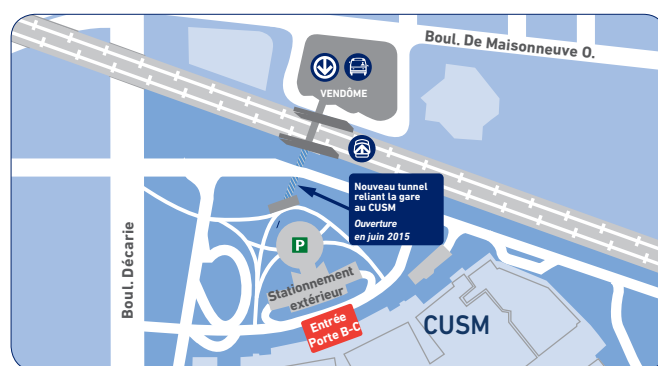 Boul. De Maisonneuve O.
VENDÔME
Nouveau tunnel
reliant la gare
au CUSM
Ouverture
en juin 2015
Boul. Décarie
P
Stationnement
extérieur
Entrée
Porte B-C
CUSM